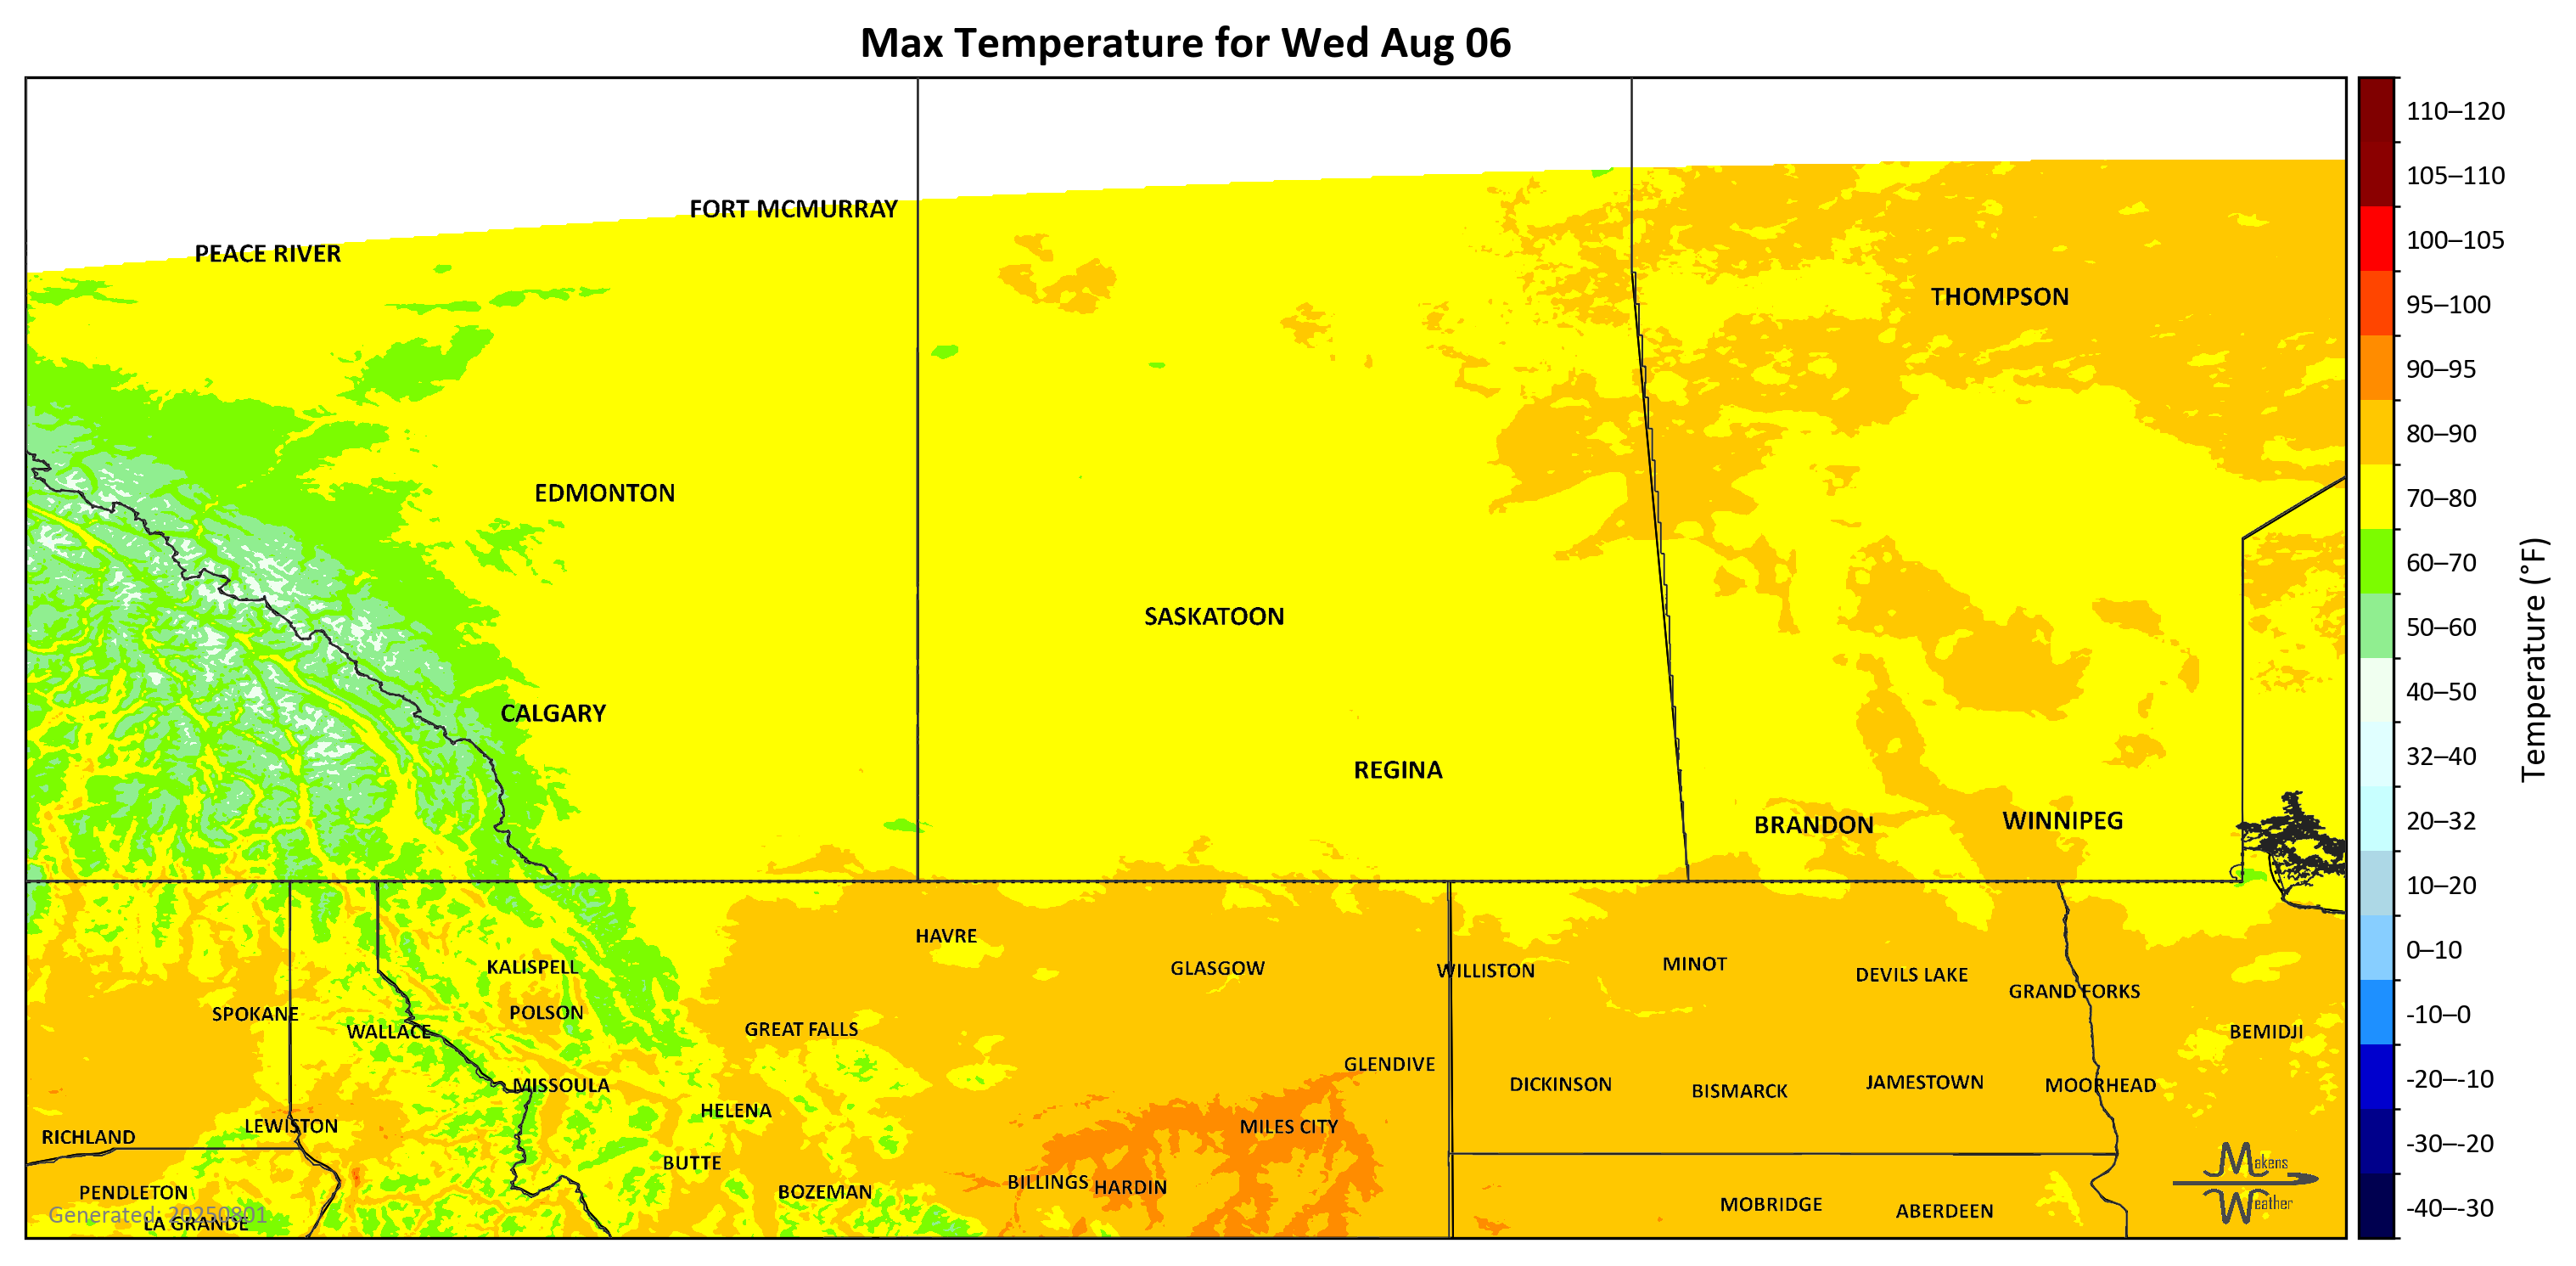 Max Temperature for Wed Aug 06
FORT MCMURRAY
PEACE RIVER
THOMPSON
EDMONTON
SASKATOON
CALGARY
REGINA
BRANDON
WINNIPEG
HAVRE
KALISPELL
GLASGOW
WILLISTON
MINOT
DEVILS LAKE
GRAND FORKS
SPOKANE
POLSON
WALLACE
GREAT FALLS
BEMIDJI
GLENDIVE
MISSOULA
DICKINSON
BISMARCK
JAMESTOWN
MOORHEAD
HELENA
LEWISTON
MILES CITY
RICHLAND
BUTTE
BILLINGS
HARDIN
PENDLETON
BOZEMAN
MOBRIDGE
ABERDEEN
Generated: 20250801
LA GRANDE
Makens
Weather
110–120
105–110
100–105
95–100
90–95
80–90
70–80
60–70
50–60
40–50
32–40
20–32
10–20
0–10
-10–0
-20–-10
-30–-20
-40–-30
Temperature (°F)